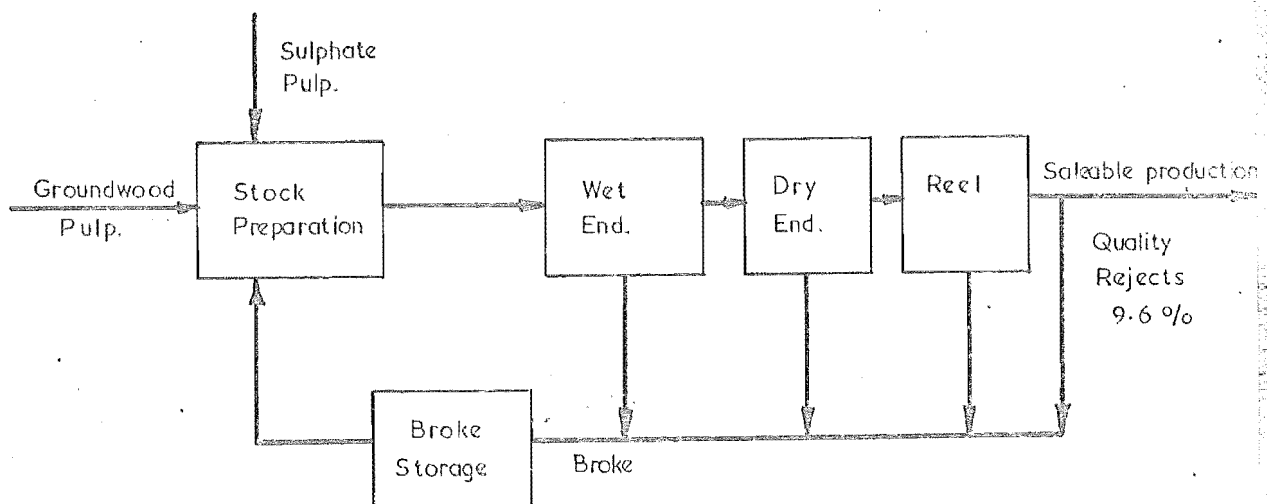 Sulphate
Pulp.
Groundwood
Pulp.
Stock
Preparation
Wet
End.
Dry
End.
Reel
Saleable production
Quality
Rejects
9.6 %
Broke
Storage
Broke